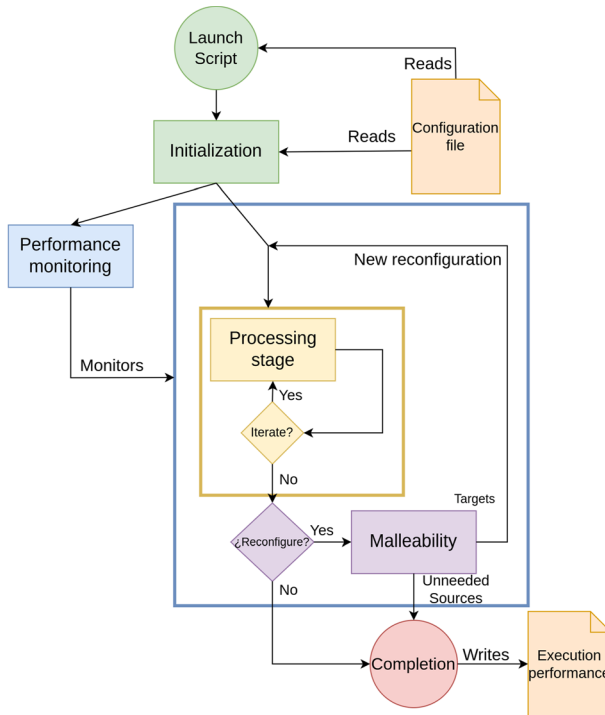 Launch
Script
Reads
Configuration
file
Reads
Initialization
Performance
monitoring
New reconfiguration
Processing
stage
Monitors
Yes
Iterate?
No
Targets
¿Reconfigure?
Yes
Malleability
No
Unneeded
Sources
Completion
Writes
Execution
performance